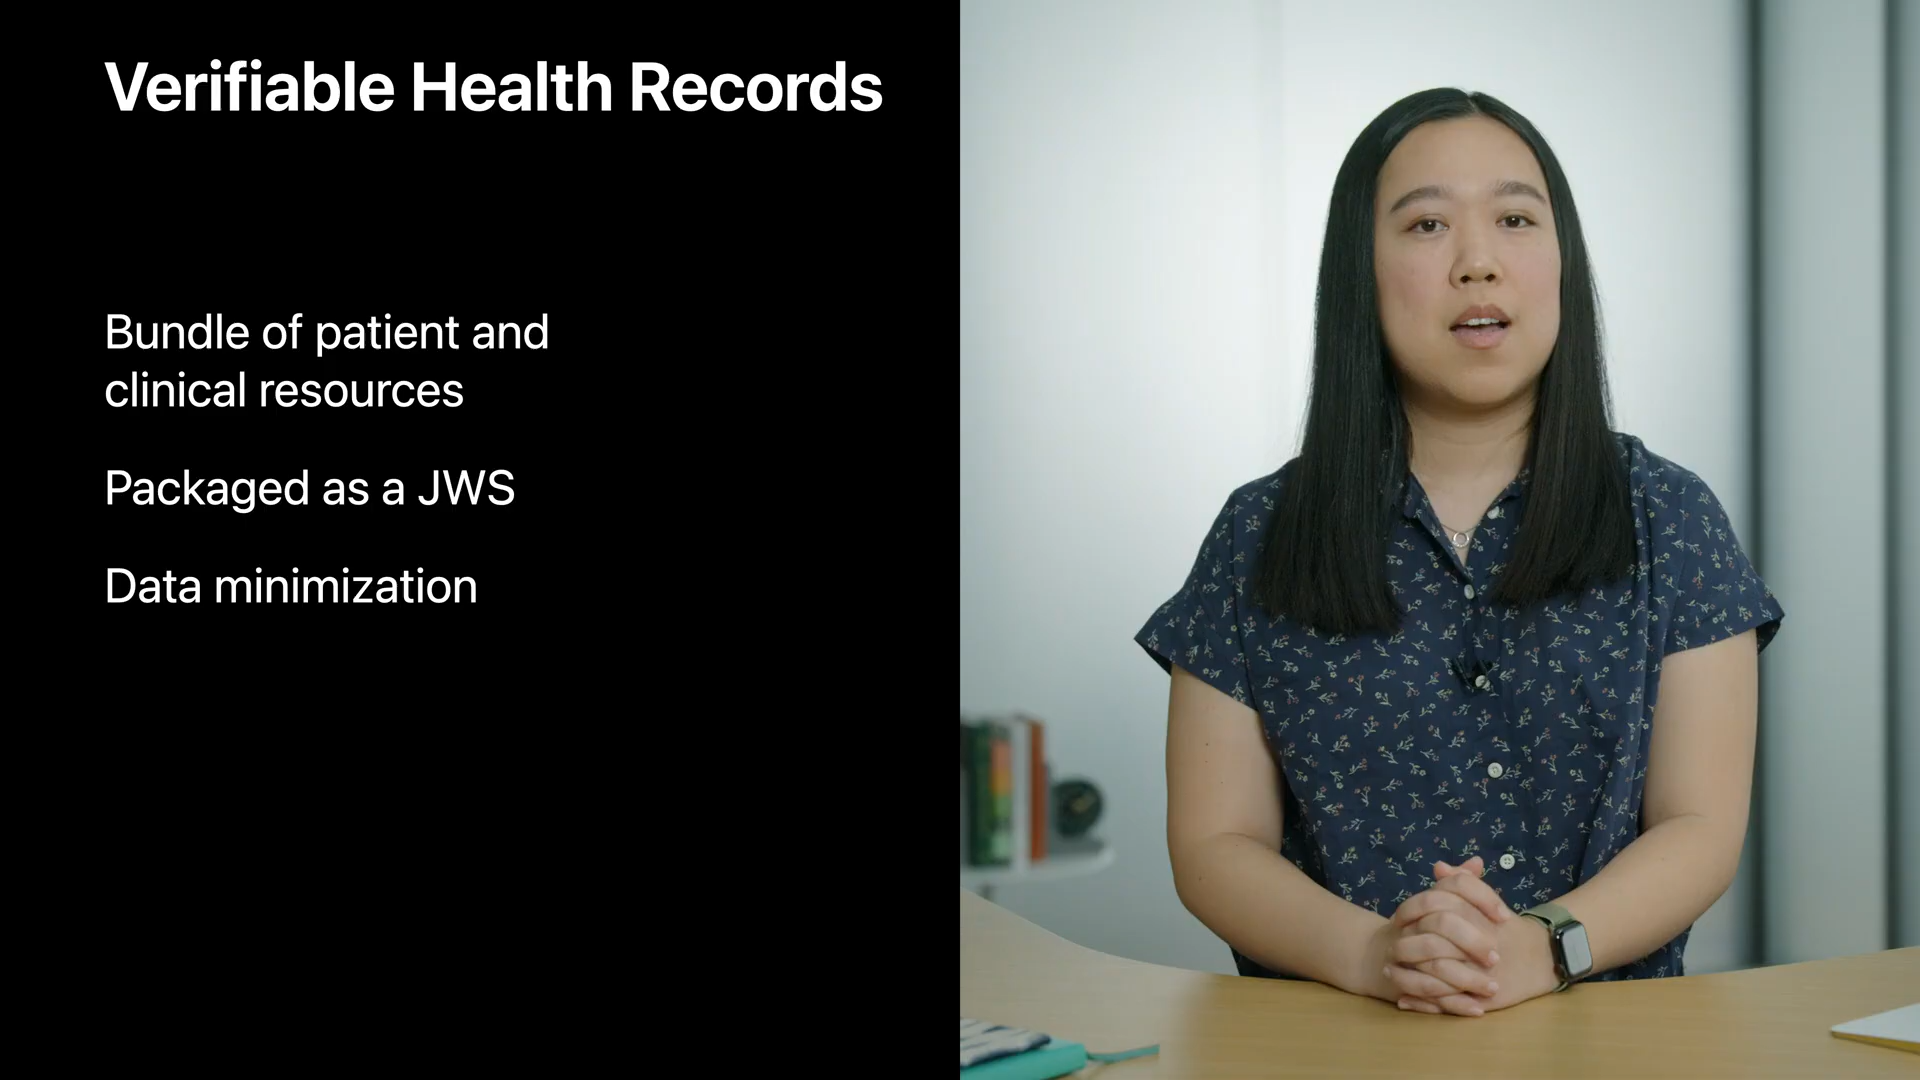 Verifiable Health Records
Bundle of patient and
clinical resources
Packaged as a JWS
Data minimization